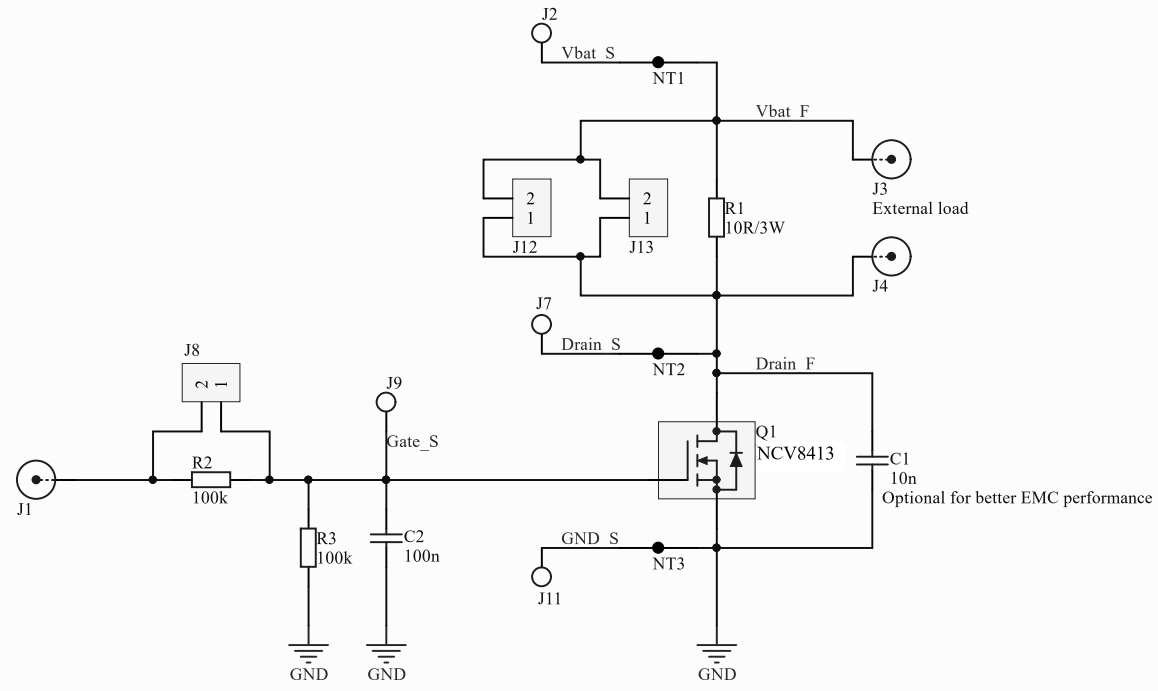 J2
Vbat_S
NT1
Vbat_F
J3
External load
2
1
J12
2
1
J13
R1
10R/3W
J4
J7
Drain_S
NT2
Drain_F
J8
2
1
J9
Gate_S
Q1
NCV8413
C1
10n
Optional for better EMC performance
J1
R2
100k
R3
100k
C2
100n
GND_S
NT3
J11
GND
GND
GND